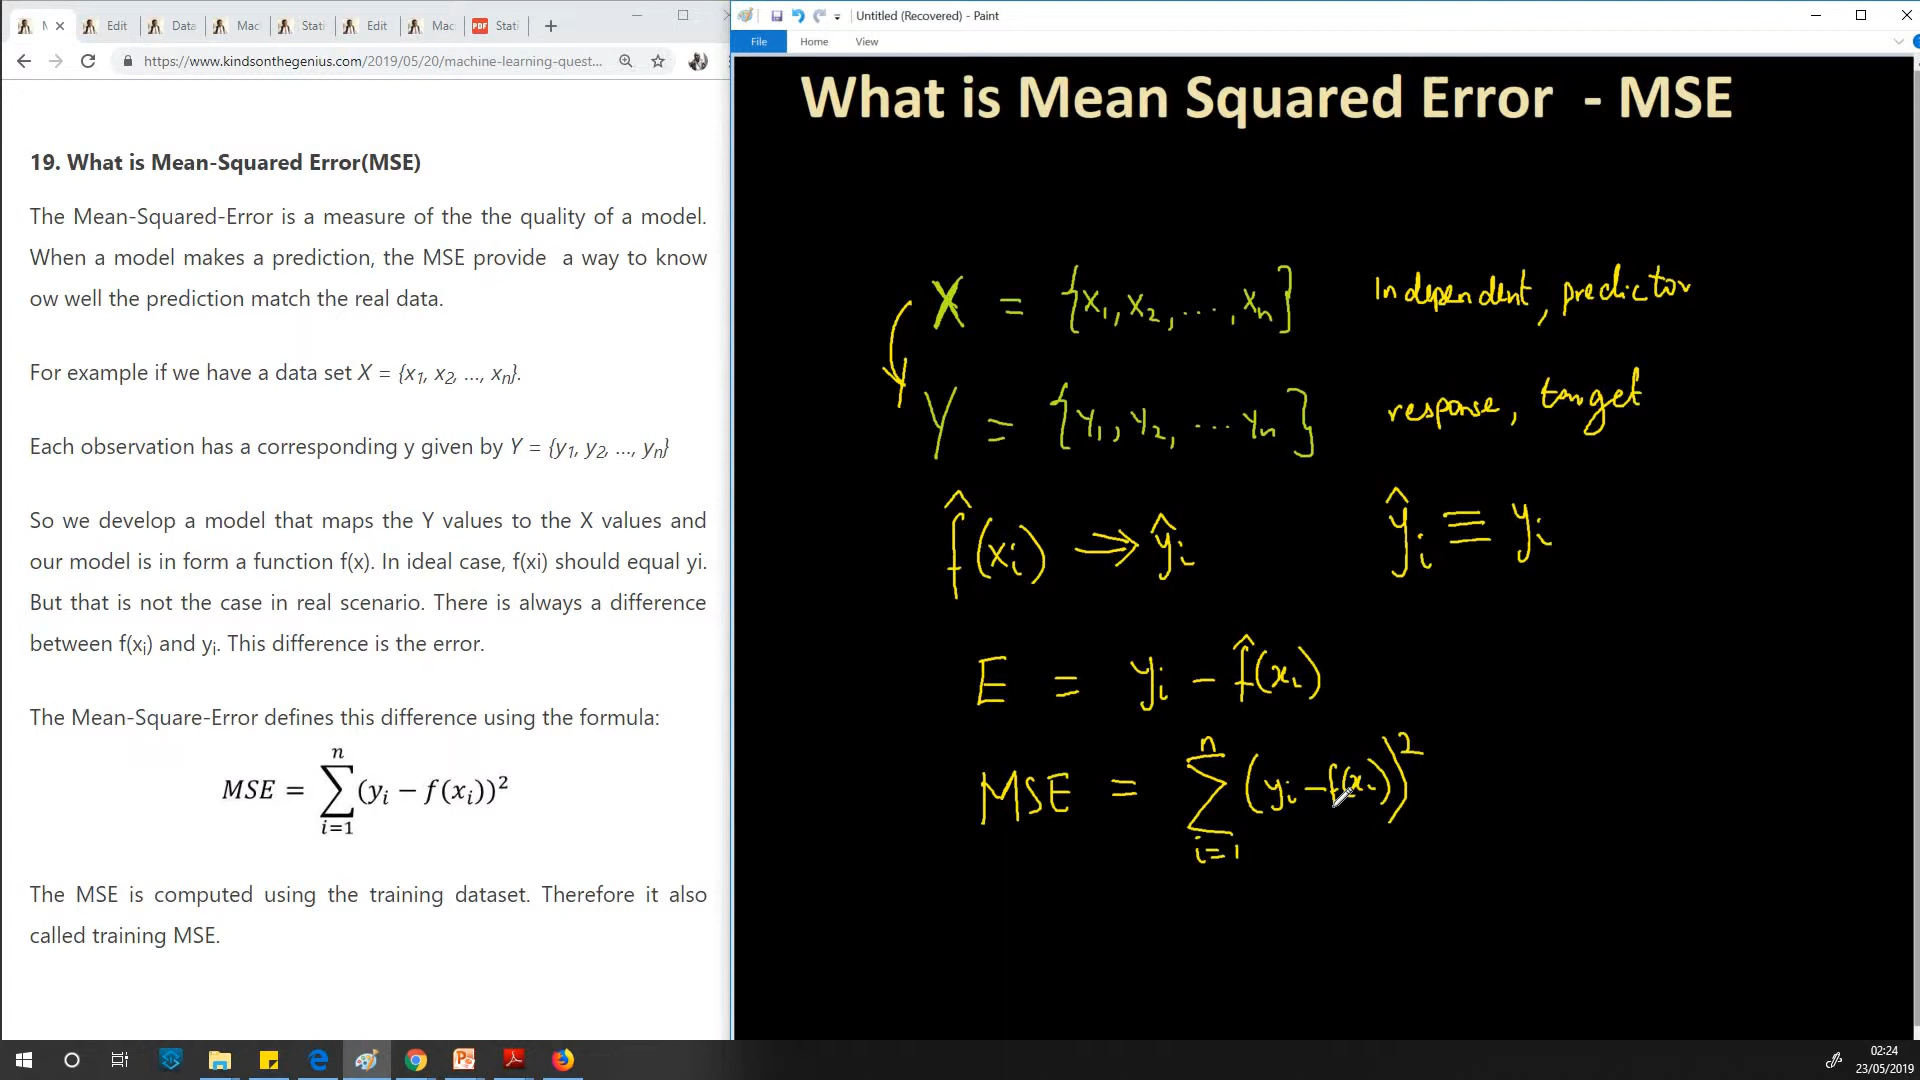 M
Edit
Data
Mac
Stati
Edit
Mac
PDF Stati
https://www.kindsonthegenius.com/2019/05/20/machine-learning-quest...
19. What is Mean-Squared Error(MSE)
The Mean-Squared-Error is a measure of the the quality of a model.
When a model makes a prediction, the MSE provide a way to know
ow well the prediction match the real data.
For example if we have a data set X = {x₁, x₂, ..., xₙ}.
Each observation has a corresponding y given by Y = {y₁, y₂, ..., yₙ}
So we develop a model that maps the Y values to the X values and
our model is in form a function f(x). In ideal case, f(xi) should equal yi.
But that is not the case in real scenario. There is always a difference
between f(xᵢ) and yᵢ. This difference is the error.
The Mean-Square-Error defines this difference using the formula:
n
MSE = ∑(yᵢ − f(xᵢ))²
i=1
The MSE is computed using the training dataset. Therefore it also
called training MSE.
Untitled (Recovered) - Paint
File Home View
What is Mean Squared Error - MSE
X = {x₁, x₂, ..., xₙ} Independent, predictor
Y = {y₁, y₂, ... yₙ} response, target
f̂(xᵢ) → ŷᵢ ŷᵢ ≡ yᵢ
E = yᵢ − f̂(xᵢ)
n
MSE = ∑(yᵢ − f(xᵢ))²
i=1
02:24
23/05/2019